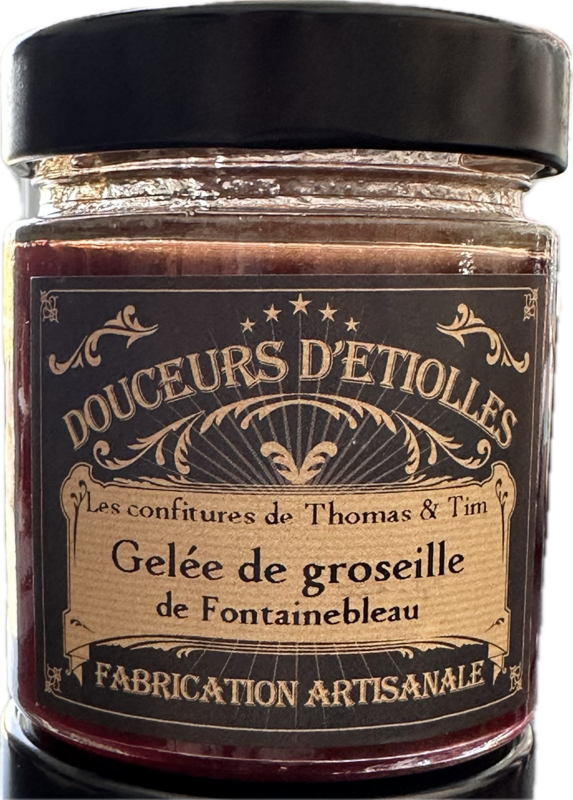 DOUCEURS D'ETIOLLES
Les confitures de Thomas & Tim
Gelée de groseille
de Fontainebleau
FABRICATION ARTISANALE